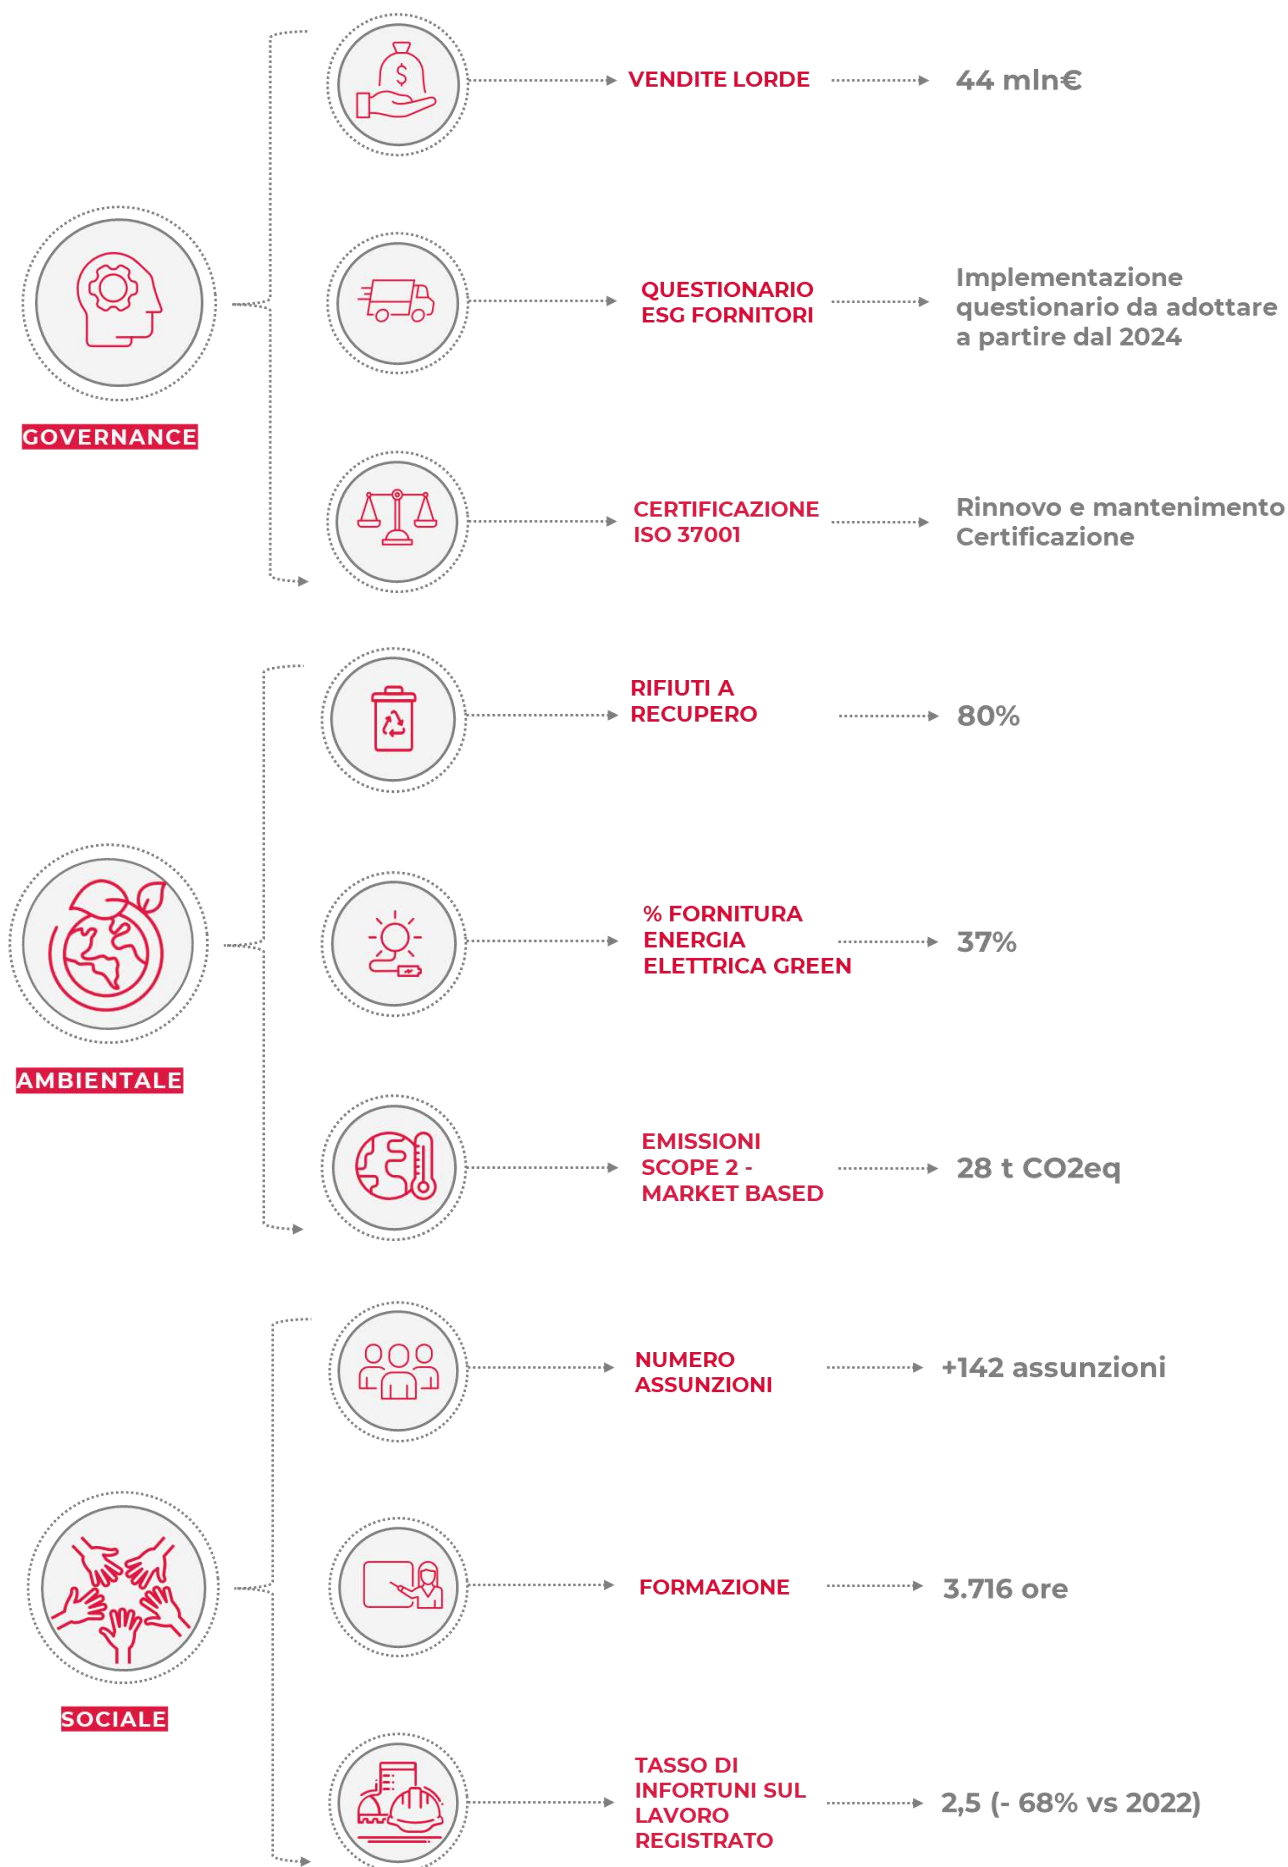 VENDITE LORDE
44 mln€
GOVERNANCE
QUESTIONARIO
ESG FORNITORI
Implementazione
questionario da adottare
a partire dal 2024
CERTIFICAZIONE
ISO 37001
Rinnovo e mantenimento
Certificazione
AMBIENTALE
RIFIUTI A
RECUPERO
80%
% FORNITURA
ENERGIA
ELETTRICA GREEN
37%
EMISSIONI
SCOPE 2 -
MARKET BASED
28 t CO2eq
SOCIALE
NUMERO
ASSUNZIONI
+142 assunzioni
FORMAZIONE
3.716 ore
TASSO DI
INFORTUNI SUL
LAVORO
REGISTRATO
2,5 (- 68% vs 2022)